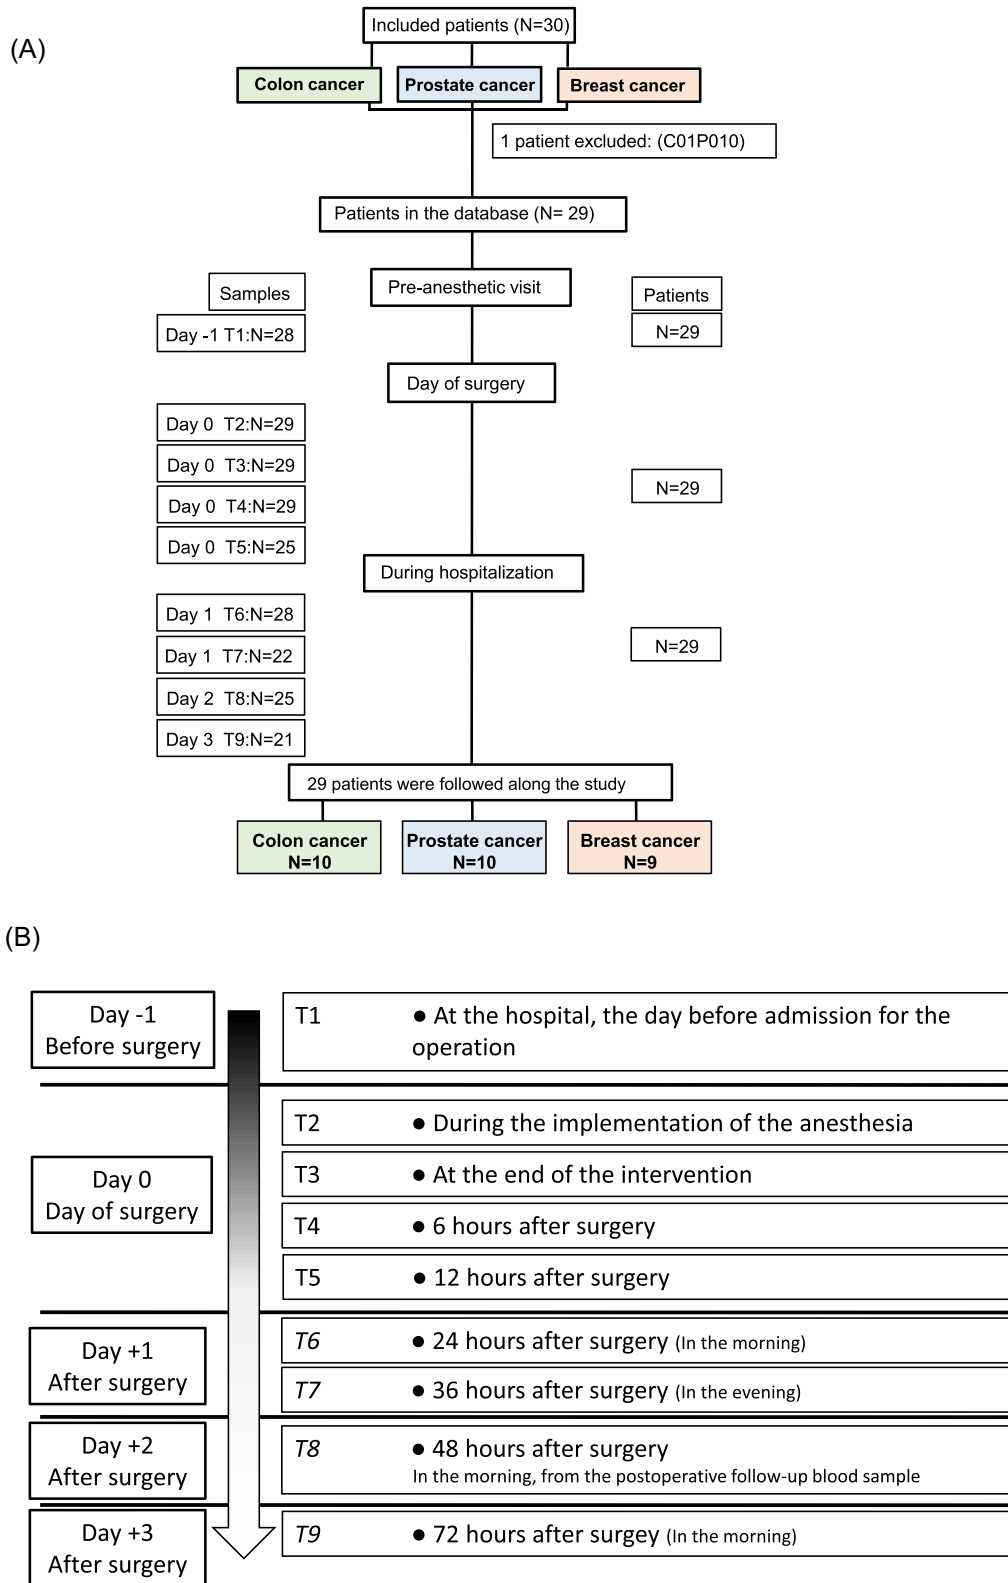 (A)
Included patients (N=30)
Colon cancer
Prostate cancer
Breast cancer
1 patient excluded: (C01P010)
Patients in the database (N= 29)
Samples
Pre-anesthetic visit
Patients
Day -1 T1:N=28
N=29
Day of surgery
Day 0 T2:N=29
Day 0 T3:N=29
Day 0 T4:N=29
Day 0 T5:N=25
N=29
During hospitalization
Day 1 T6:N=28
Day 1 T7:N=22
Day 2 T8:N=25
Day 3 T9:N=21
N=29
29 patients were followed along the study
Colon cancer
N=10
Prostate cancer
N=10
Breast cancer
N=9
(B)
Day -1
Before surgery
T1 ● At the hospital, the day before admission for the
operation
Day 0
Day of surgery
T2 ● During the implementation of the anesthesia
T3 ● At the end of the intervention
T4 ● 6 hours after surgery
T5 ● 12 hours after surgery
Day +1
After surgery
T6 ● 24 hours after surgery (In the morning)
T7 ● 36 hours after surgery (In the evening)
Day +2
After surgery
T8 ● 48 hours after surgery
In the morning, from the postoperative follow-up blood sample
Day +3
After surgery
T9 ● 72 hours after surgey (In the morning)